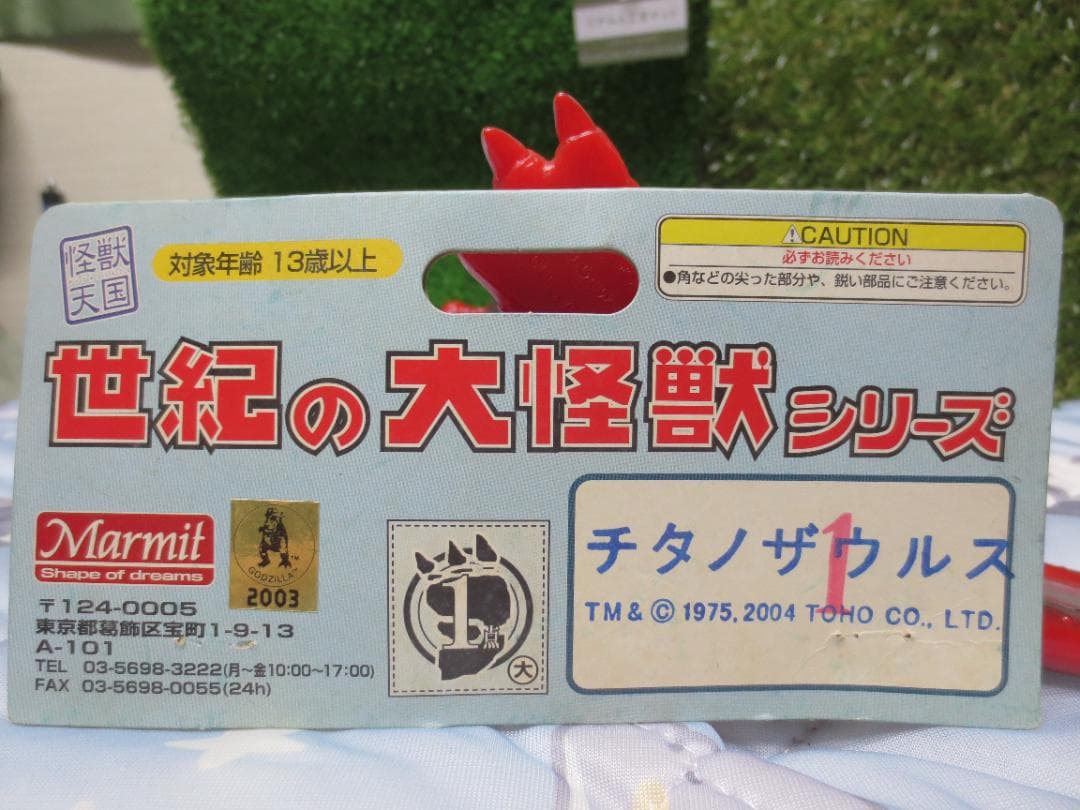 怪獣
天国
対象年齢 13歳以上
CAUTION
必ずお読みください
●角などの尖った部分や、鋭い部品にご注意ください。
世紀の大怪獣シリーズ
Marmit
Shape of dreams
GODZILLA™
2003
〒124-0005
東京都葛飾区宝町1-9-13
A-101
TEL 03-5698-3222(月~金10:00~17:00)
FAX 03-5698-0055(24h)
1点
大
チタノザウルス
1
TM & © 1975, 2004 TOHO CO., LTD.